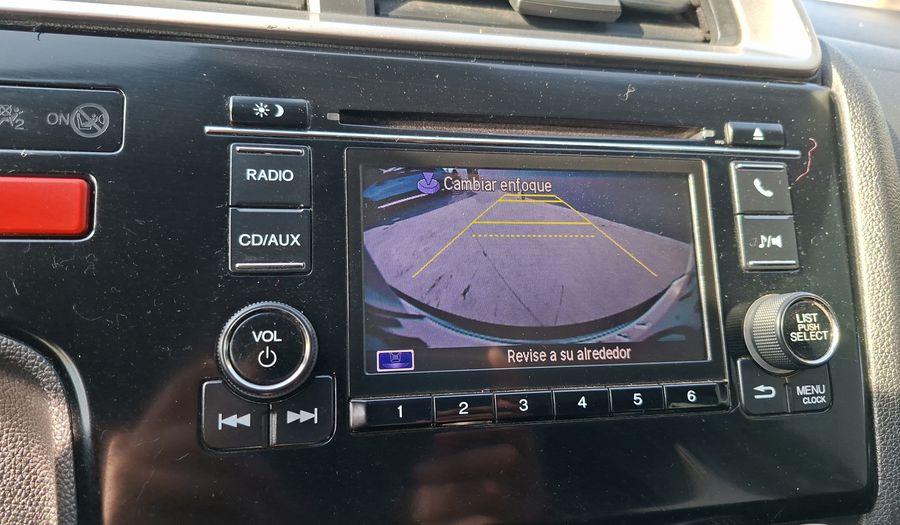 2
ON
RADIO
CD/AUX
VOL
Cambiar enfoque
Revise a su alrededor
1 2 3 4 5 6
LIST
PUSH
SELECT
MENU
CLOCK